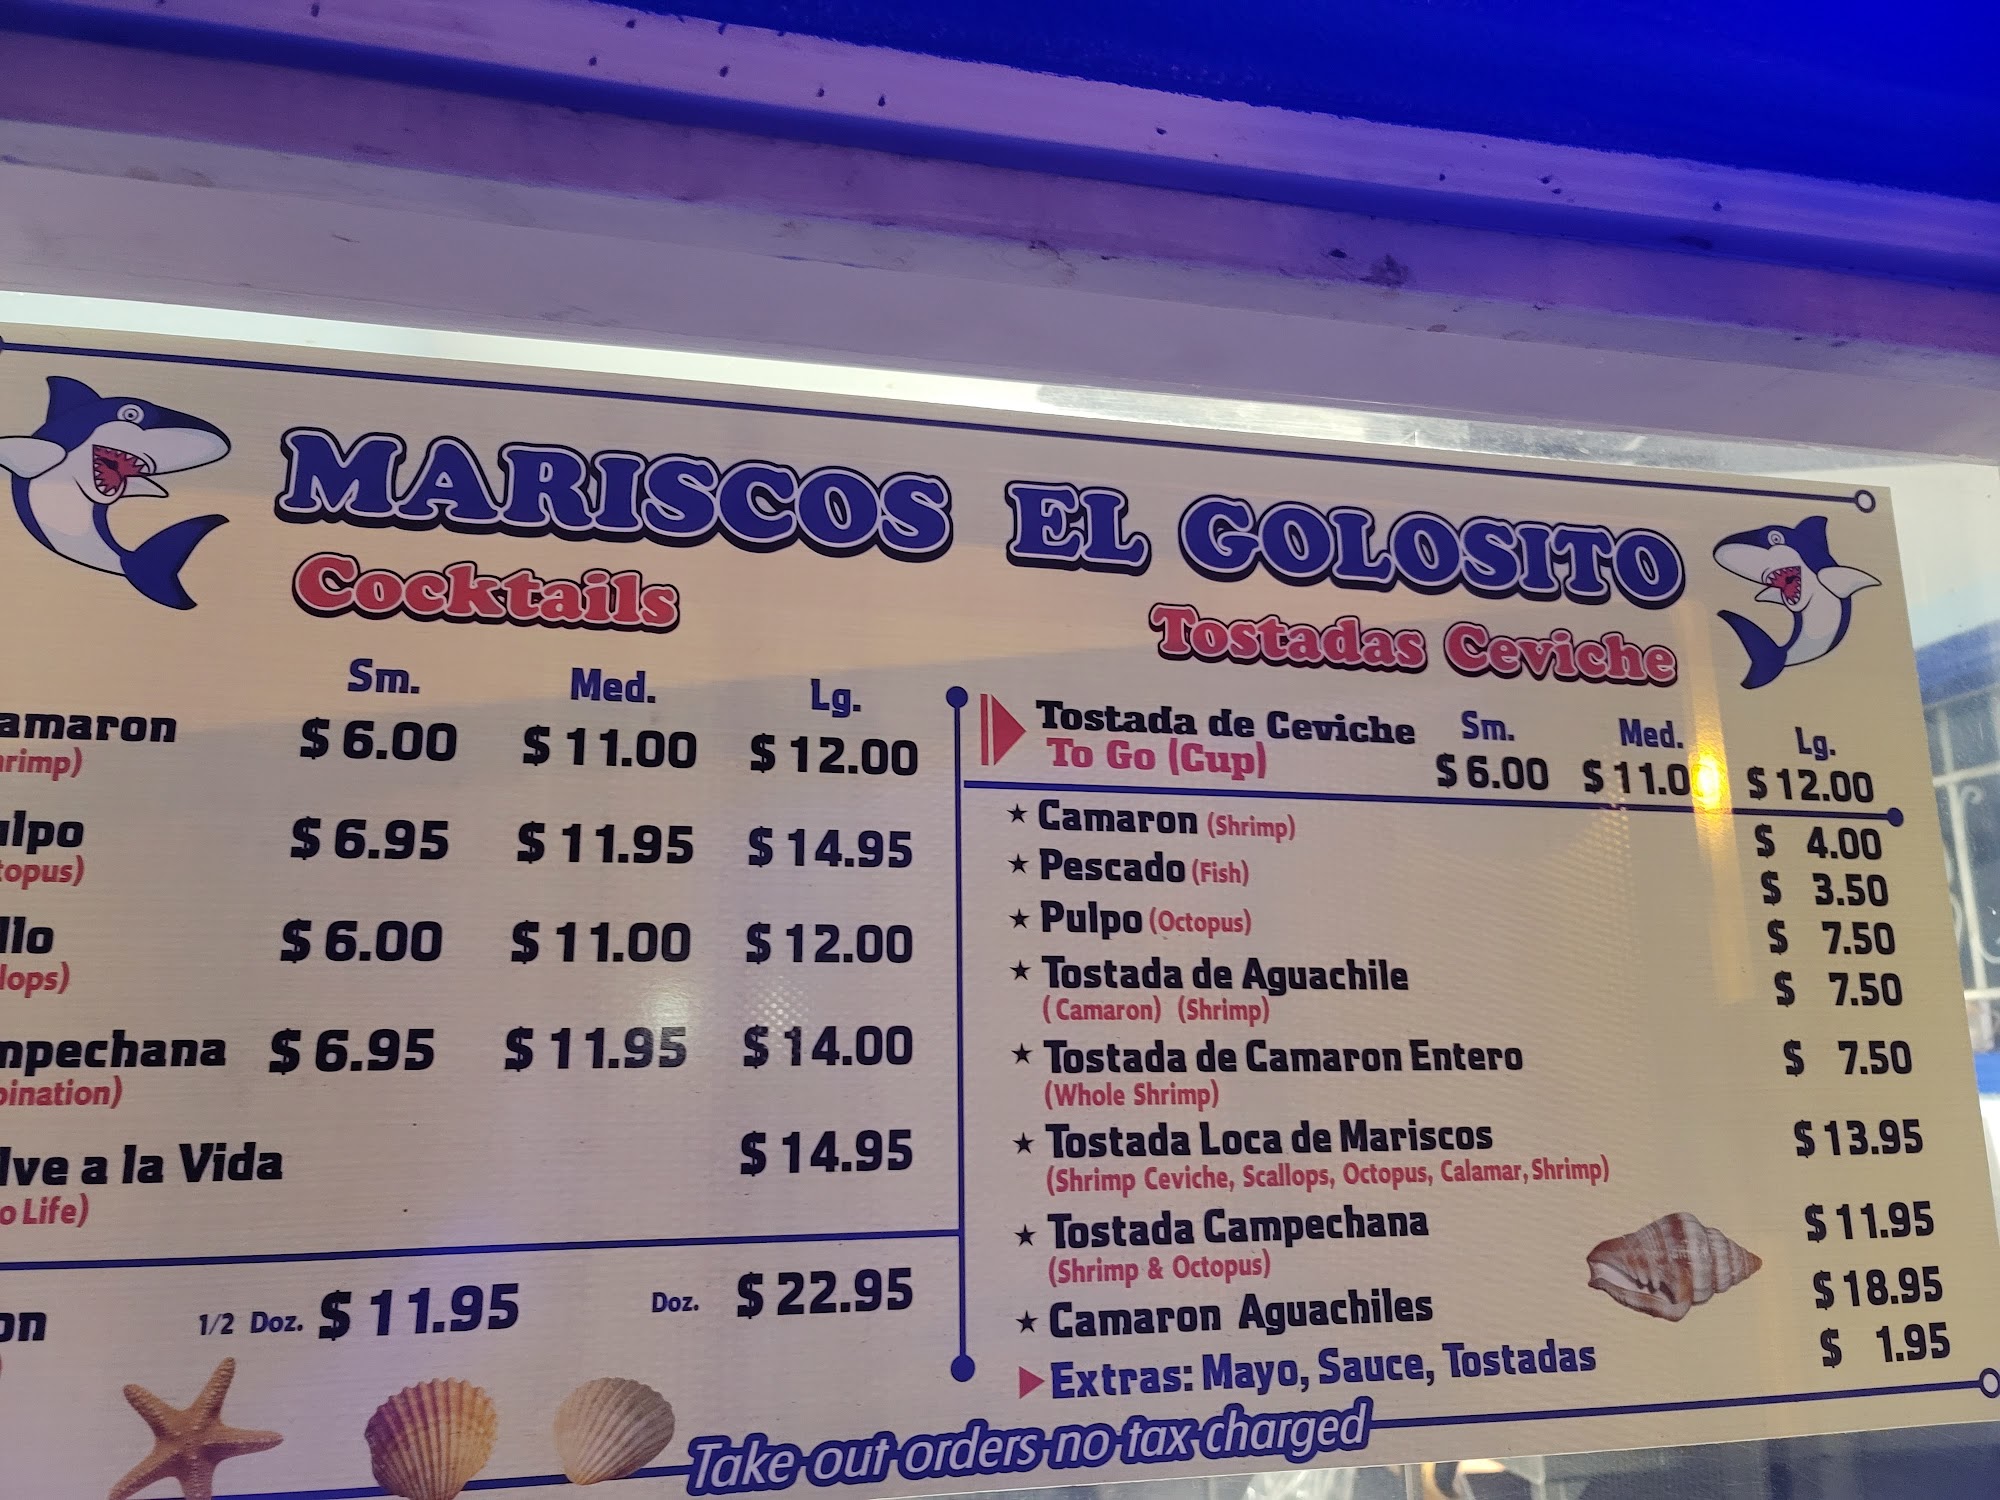 MARISCOS EL GOLOSITO
Cocktails
Sm. Med. Lg.
amaron $ 6.00 $ 11.00 $ 12.00
rimp)
ulpo $ 6.95 $ 11.95 $ 14.95
topus)
llo $ 6.00 $ 11.00 $ 12.00
lops)
mpechana $ 6.95 $ 11.95 $ 14.00
bination)
lve a la Vida $ 14.95
o Life)
on 1/2 Doz. $ 11.95 Doz. $ 22.95
Tostadas Ceviche
Tostada de Ceviche Sm. Med. Lg.
To Go (Cup) $ 6.00 $ 11.0 $ 12.00
★ Camaron (Shrimp) $ 4.00
★ Pescado (Fish) $ 3.50
★ Pulpo (Octopus) $ 7.50
★ Tostada de Aguachile $ 7.50
( Camaron) (Shrimp)
★ Tostada de Camaron Entero $ 7.50
(Whole Shrimp)
★ Tostada Loca de Mariscos $ 13.95
(Shrimp Ceviche, Scallops, Octopus, Calamar, Shrimp)
★ Tostada Campechana $ 11.95
(Shrimp & Octopus)
★ Camaron Aguachiles $ 18.95
Extras: Mayo, Sauce, Tostadas $ 1.95
Take out orders no tax charged